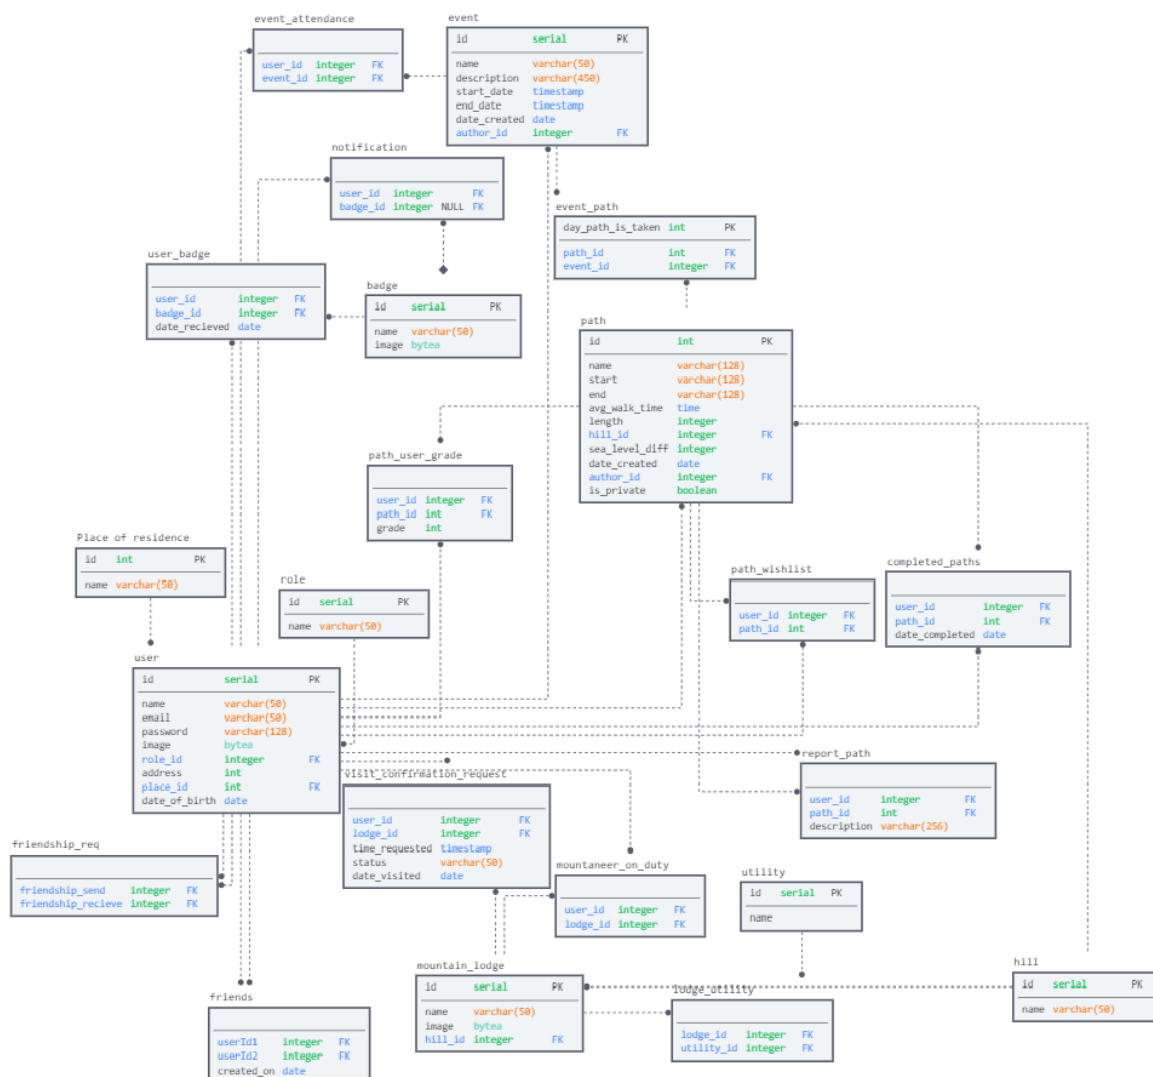 event_attendance
user_id integer FK
event_id integer FK
event
id serial PK
name varchar(50)
description varchar(450)
start_date timestamp
end_date timestamp
date_created date
author_id integer FK
notification
user_id integer FK
badge_id integer NULL FK
event_path
day_path_is_taken int PK
path_id int FK
event_id integer FK
user_badge
user_id integer FK
badge_id integer FK
date_recieved date
badge
id serial PK
name varchar(50)
image bytea
path
id int PK
name varchar(128)
start varchar(128)
end varchar(128)
avg_walk_time time
length integer
hill_id integer FK
sea_level_diff integer
date_created date
author_id integer FK
is_private boolean
path_user_grade
user_id integer FK
path_id int FK
grade int
Place of residence
id int PK
name varchar(50)
role
id serial PK
name varchar(50)
path_wishlist
user_id integer FK
path_id int FK
completed_paths
user_id integer FK
path_id int FK
date_completed date
user
id serial PK
name varchar(50)
email varchar(50)
password varchar(128)
image bytea
role_id integer FK
address int
place_id int FK
date_of_birth date
visit_confirmation_request
user_id integer FK
lodge_id integer FK
time_requested timestamp
status varchar(50)
date_visited date
report_path
user_id integer FK
path_id int FK
description varchar(256)
friendship_req
friendship_send integer FK
friendship_recieve integer FK
mountaneer_on_duty
user_id integer FK
lodge_id integer FK
utility
id serial PK
name
mountain_lodge
id serial PK
name varchar(50)
image bytea
hill_id integer FK
lodge_utility
lodge_id integer FK
utility_id integer FK
hill
id serial PK
name varchar(50)
friends
userId1 integer FK
userId2 integer FK
created_on date